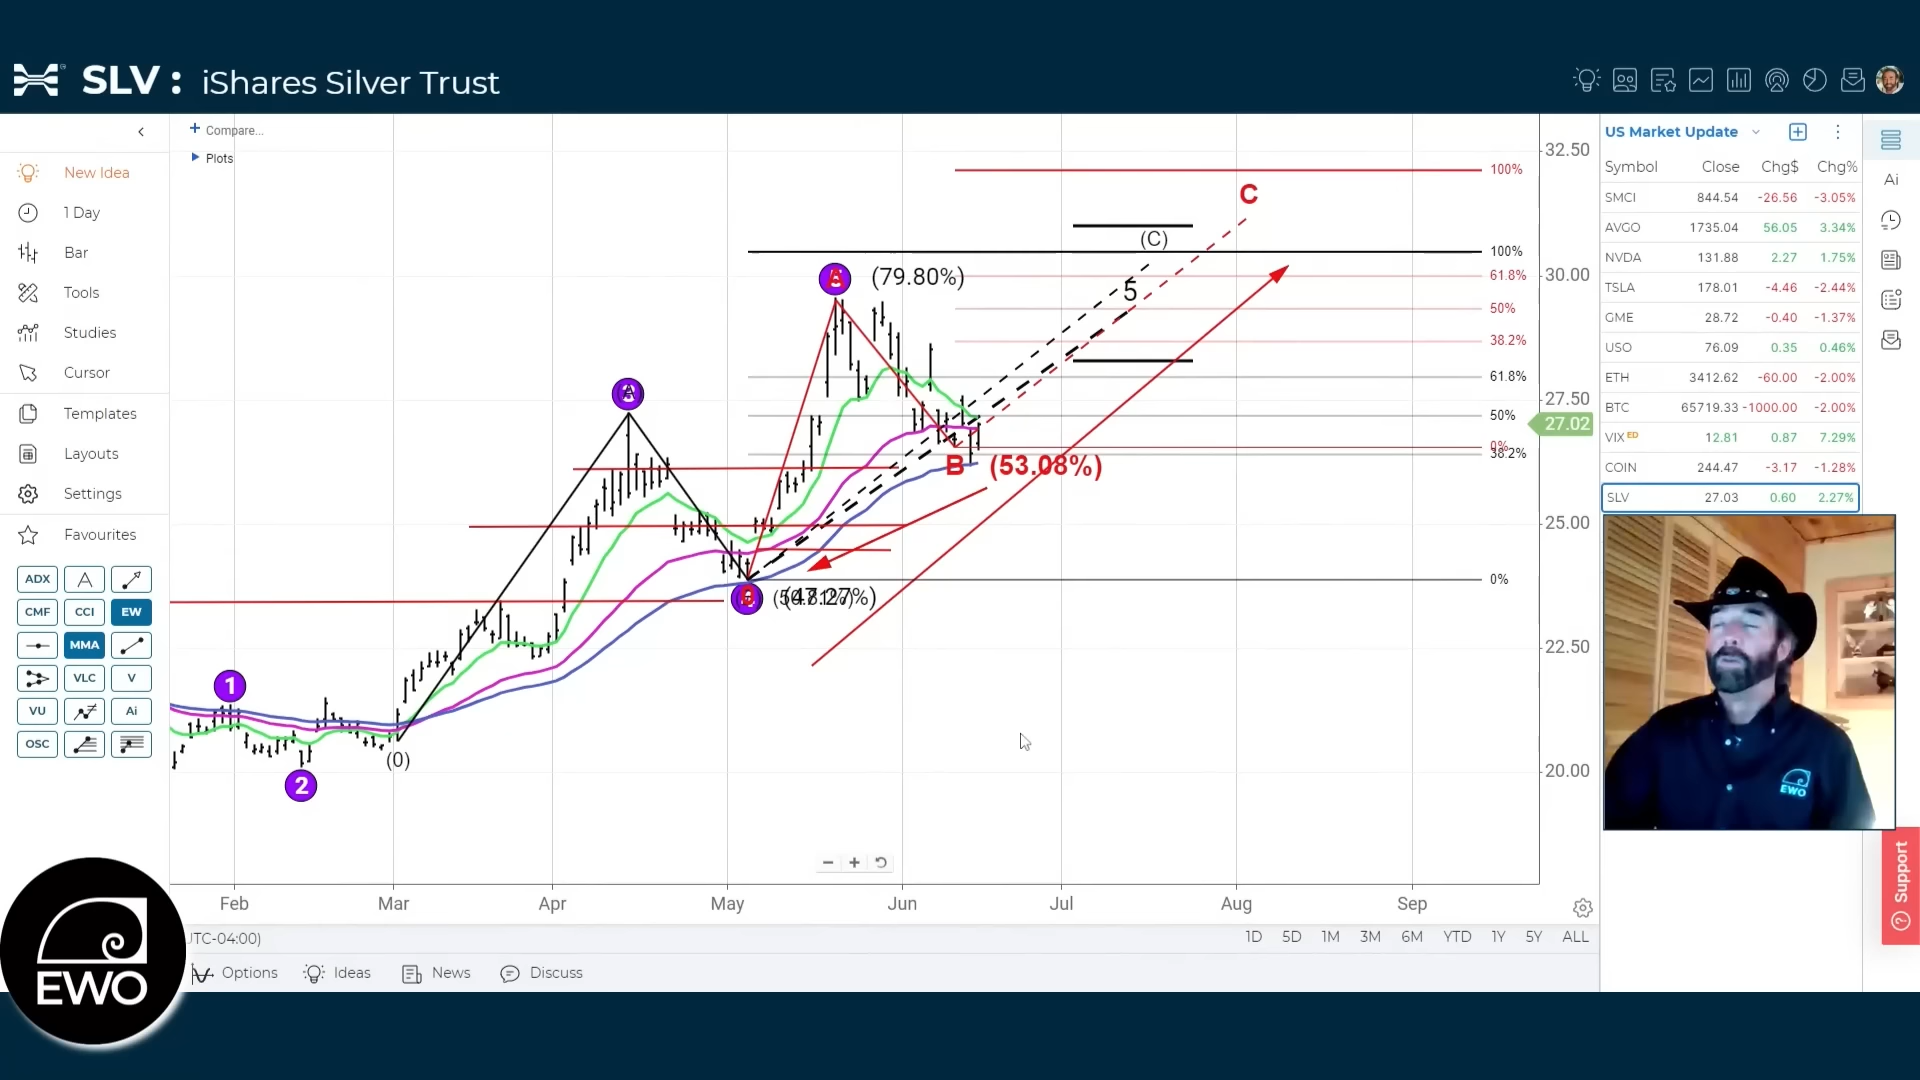 SLV : iShares Silver Trust
Compare...
Plots
New Idea
1 Day
Bar
Tools
Studies
Cursor
Templates
Layouts
Settings
Favourites
ADX
CMF CCI EW
MMA
VLC V
VU Ai
OSC
EWO
1
2
(0)
(79.80%)
(53.08%)
A
B
C
(C)
5
100%
100%
61.8%
50%
38.2%
61.8%
50%
0%
38.2%
0%
32.50
30.00
27.50
27.02
25.00
22.50
20.00
Feb Mar Apr May Jun Jul Aug Sep
UTC-04:00)
1D 5D 1M 3M 6M YTD 1Y 5Y ALL
Options Ideas News Discuss
US Market Update
Symbol Close Chg$ Chg%
SMCI 844.54 -26.56 -3.05%
AVGO 1735.04 56.05 3.34%
NVDA 131.88 2.27 1.75%
TSLA 178.01 -4.46 -2.44%
GME 28.72 -0.40 -1.37%
USO 76.09 0.35 0.46%
ETH 3412.62 -60.00 -2.00%
BTC 65719.33 -1000.00 -2.00%
VIX ED 12.81 0.87 7.29%
COIN 244.47 -3.17 -1.28%
SLV 27.03 0.60 2.27%
Ai
EWO
Support